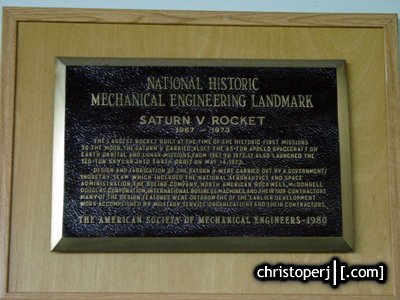 NATIONAL HISTORIC
MECHANICAL ENGINEERING LANDMARK
SATURN V ROCKET
1967 – 1973
THE LARGEST ROCKET BUILT AT THE TIME OF THE HISTORIC FIRST MISSIONS
TO THE MOON, THE SATURN V CARRIED ALOFT THE 45-TON APOLLO SPACECRAFT ON
EARTH ORBITAL AND LUNAR MISSIONS FROM 1967 TO 1972. IT ALSO LAUNCHED THE
120-TON SKYLAB INTO EARTH ORBIT ON MAY 14, 1973.
DESIGN AND FABRICATION OF THE SATURN V WERE CARRIED OUT BY A GOVERNMENT/
INDUSTRY TEAM WHICH INCLUDED THE NATIONAL AERONAUTICS AND SPACE
ADMINISTRATION, THE BOEING COMPANY, NORTH AMERICAN ROCKWELL, MCDONNELL
DOUGLAS CORPORATION, INTERNATIONAL BUSINESS MACHINES, AND THEIR SUBCONTRACTORS.
MANY OF THE DESIGN FEATURES WERE OUTGROWTHS OF THE EARLIER DEVELOPMENT
WORK ACCOMPLISHED BY MILITARY SERVICE ORGANIZATIONS AND THEIR CONTRACTORS.
THE AMERICAN SOCIETY OF MECHANICAL ENGINEERS-1980
christoperj||[.com]